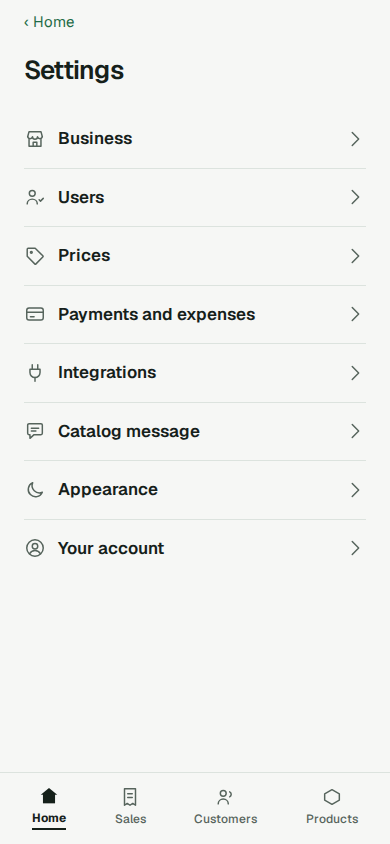 ‹ Home
Settings
Business
Users
Prices
Payments and expenses
Integrations
Catalog message
Appearance
Your account
Home
Sales
Customers
Products